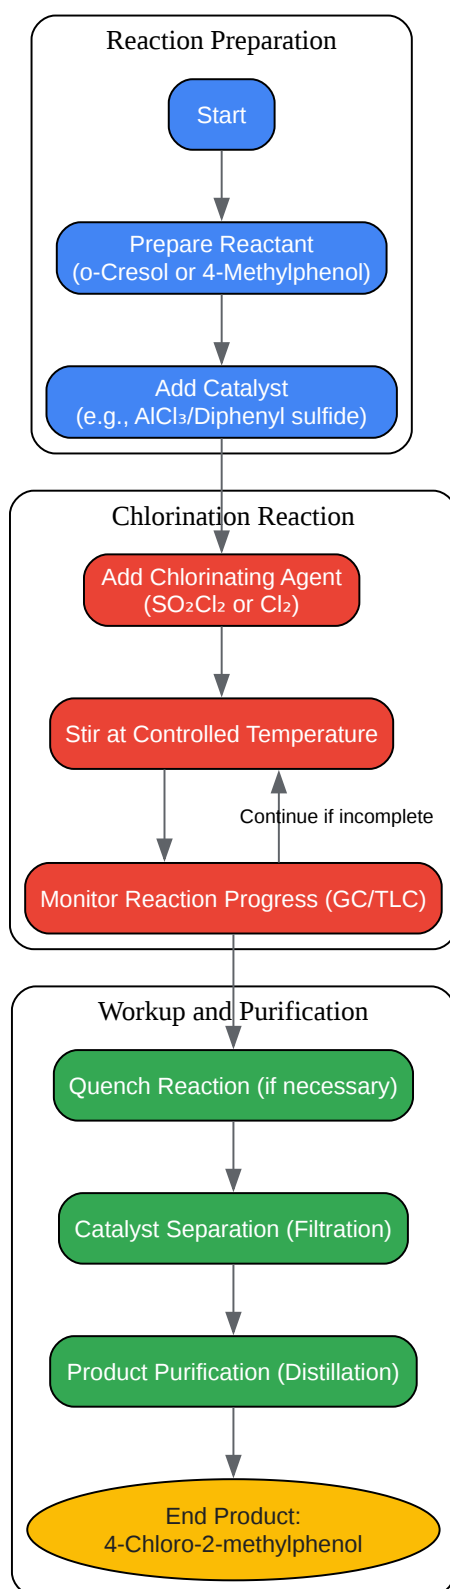 Reaction Preparation
Start
Prepare Reactant
(o-Cresol or 4-Methylphenol)
Add Catalyst
(e.g., AlCl₃/Diphenyl sulfide)
Chlorination Reaction
Add Chlorinating Agent
(SO₂Cl₂ or Cl₂)
Stir at Controlled Temperature
Continue if incomplete
Monitor Reaction Progress (GC/TLC)
Workup and Purification
Quench Reaction (if necessary)
Catalyst Separation (Filtration)
Product Purification (Distillation)
End Product:
4-Chloro-2-methylphenol